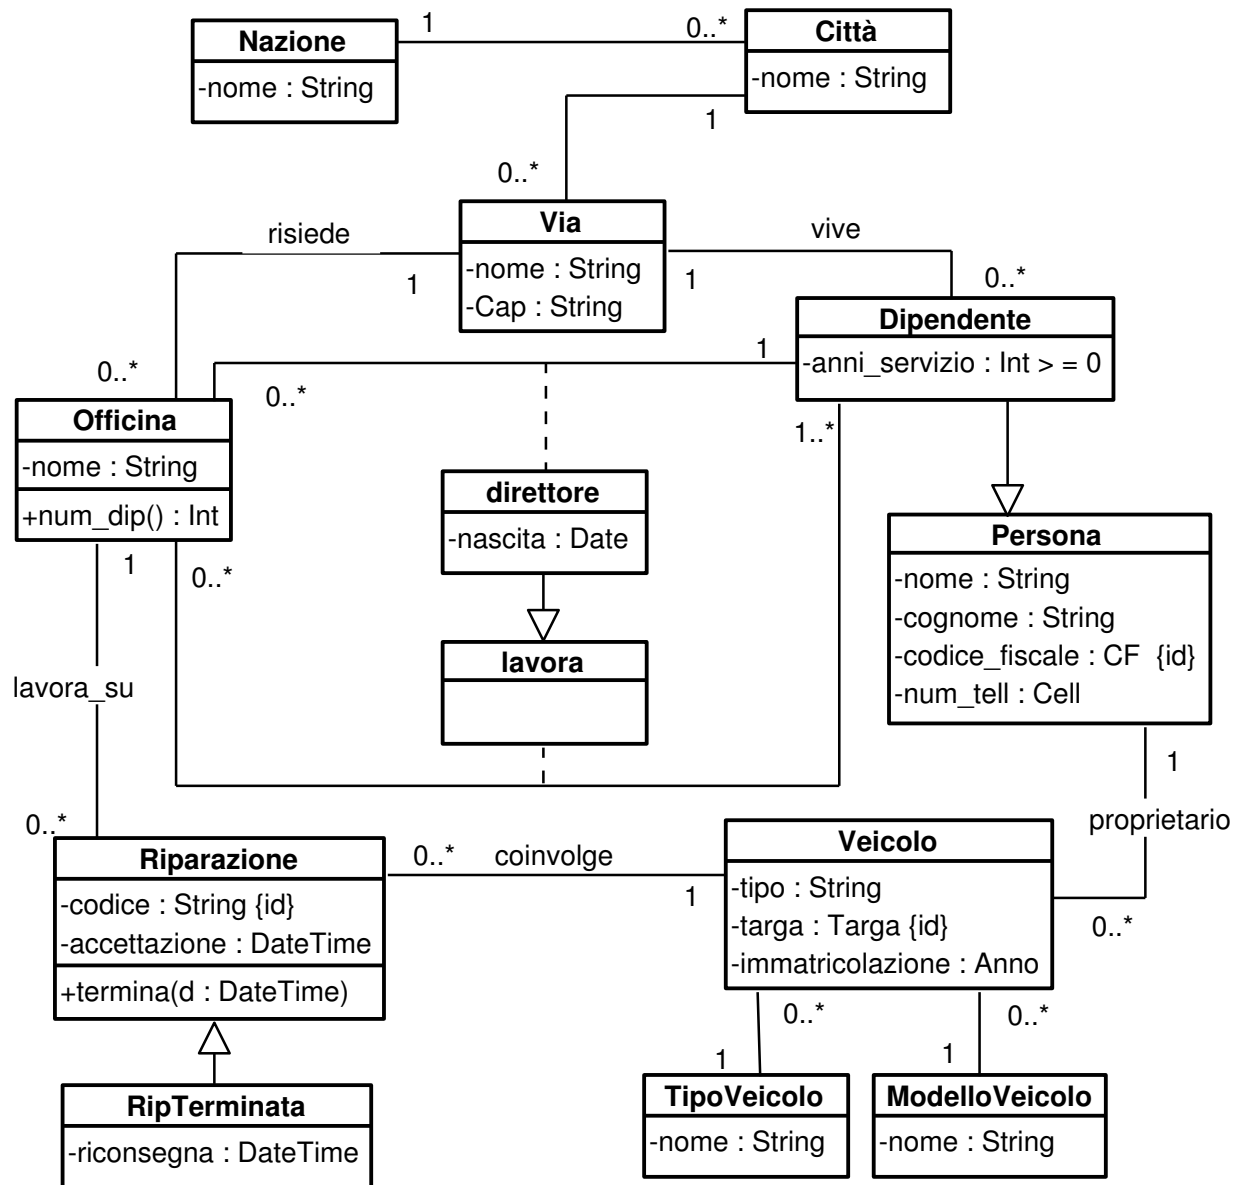 Nazione
-nome : String
1
0..*
Città
-nome : String
1
0..*
Via
-nome : String
-Cap : String
risiede
1
0..*
vive
1
0..*
Dipendente
-anni_servizio : Int > = 0
1
0..*
1..*
Officina
-nome : String
+num_dip() : Int
1
0..*
direttore
-nascita : Date
lavora
Persona
-nome : String
-cognome : String
-codice_fiscale : CF {id}
-num_tell : Cell
lavora_su
0..*
1
proprietario
0..*
Riparazione
-codice : String {id}
-accettazione : DateTime
+termina(d : DateTime)
0..*
coinvolge
1
Veicolo
-tipo : String
-targa : Targa {id}
-immatricolazione : Anno
0..*
0..*
1
1
RipTerminata
-riconsegna : DateTime
TipoVeicolo
-nome : String
ModelloVeicolo
-nome : String